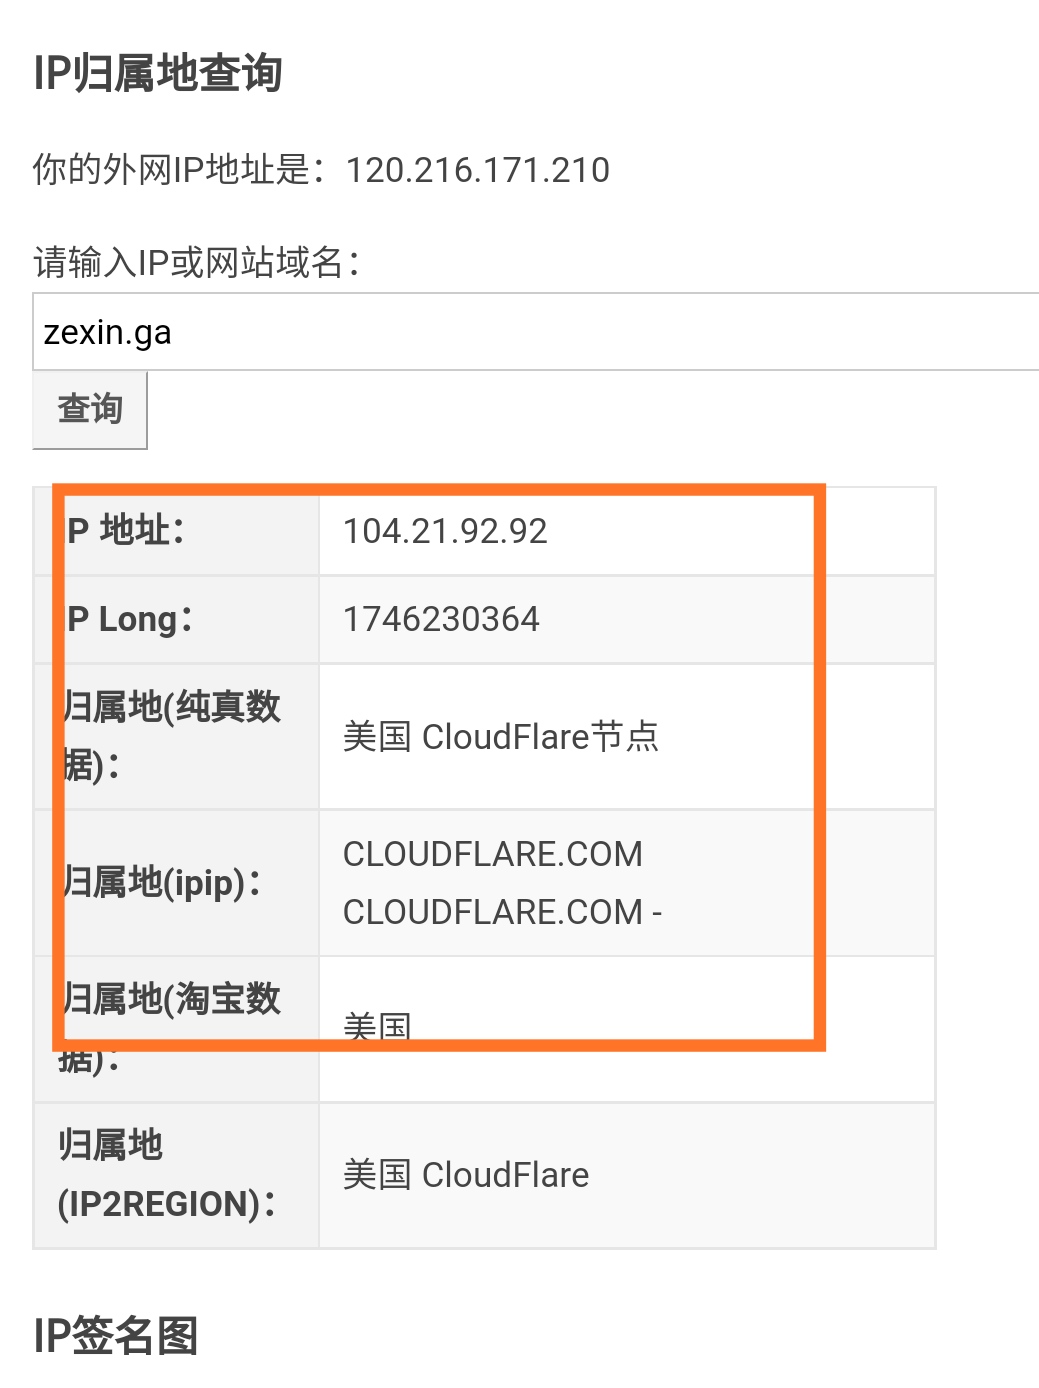 IP归属地查询
你的外网IP地址是：120.216.171.210
请输入IP或网站域名：
zexin.ga
查询
IP 地址： 104.21.92.92
IP Long： 1746230364
归属地(纯真数
据)： 美国 CloudFlare节点
归属地(ipip)： CLOUDFLARE.COM
CLOUDFLARE.COM -
归属地(淘宝数
据)： 美国
归属地
(IP2REGION)： 美国 CloudFlare
IP签名图